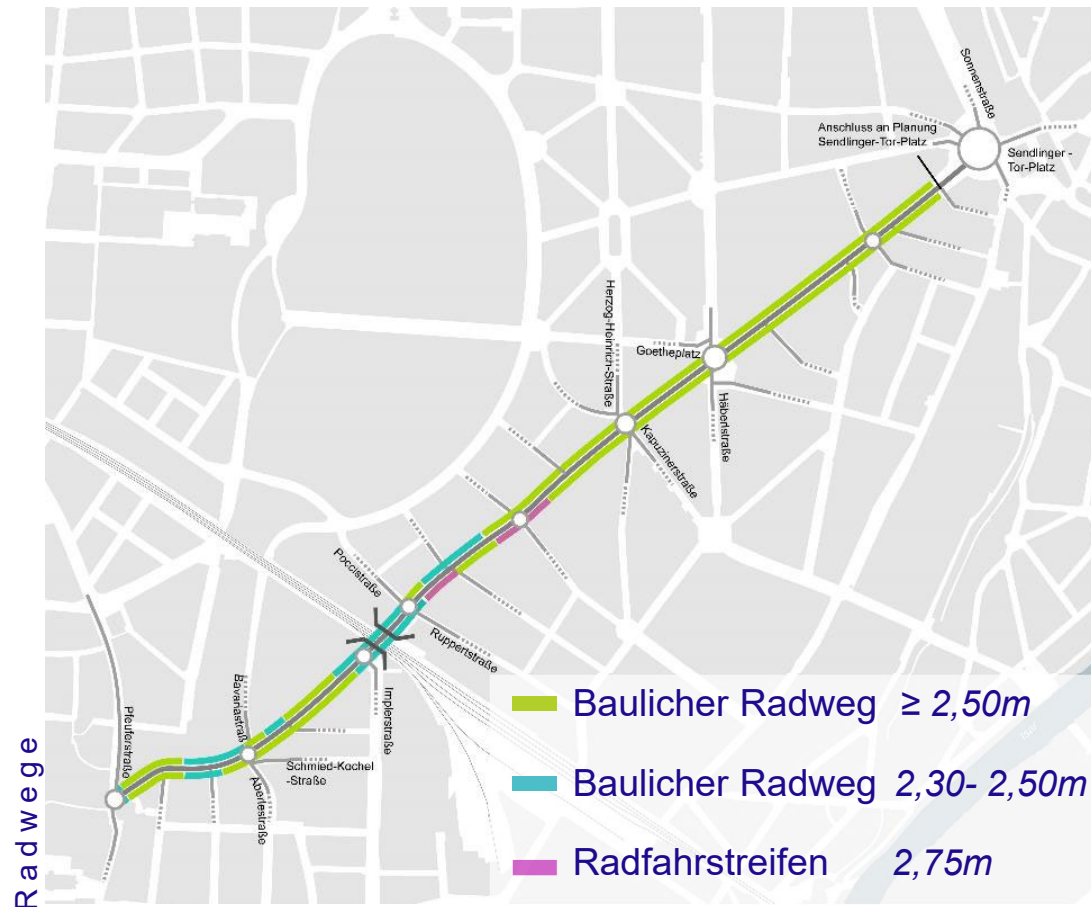 Sonnenstraße
Anschluss an Planung
Sendlinger-Tor-Platz
Sendlinger -
Tor-Platz
Herzog-Heinrich-Straße
Goetheplatz
Häberlstraße
Kapuzinerstraße
Poccistraße
Ruppertstraße
Implerstraße
Bavariastraß
Pfeuferstraße
Schmied-Kochel
-Straße
Aberlestraße
Radwege
Baulicher Radweg ≥ 2,50m
Baulicher Radweg 2,30- 2,50m
Radfahrstreifen 2,75m